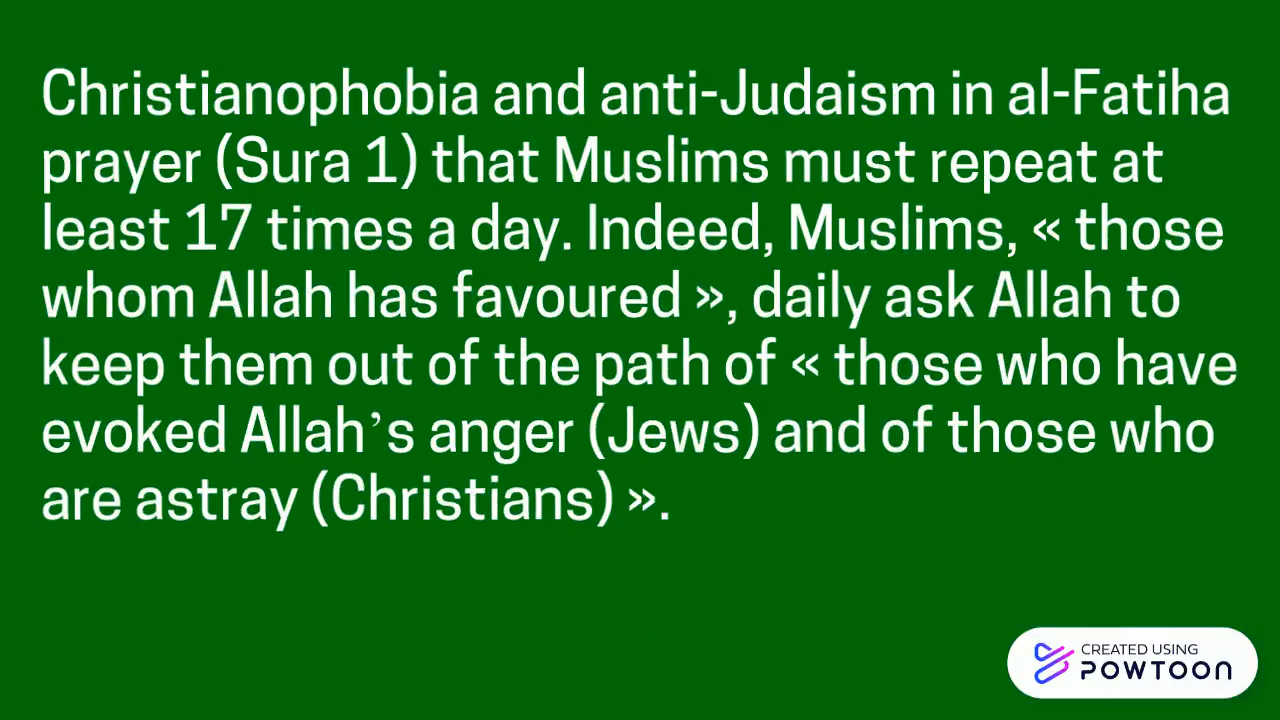 Christianophobia and anti-Judaism in al-Fatiha
prayer (Sura 1) that Muslims must repeat at
least 17 times a day. Indeed, Muslims, « those
whom Allah has favoured », daily ask Allah to
keep them out of the path of « those who have
evoked Allah’s anger (Jews) and of those who
are astray (Christians) ».
CREATED USING
POWTOON